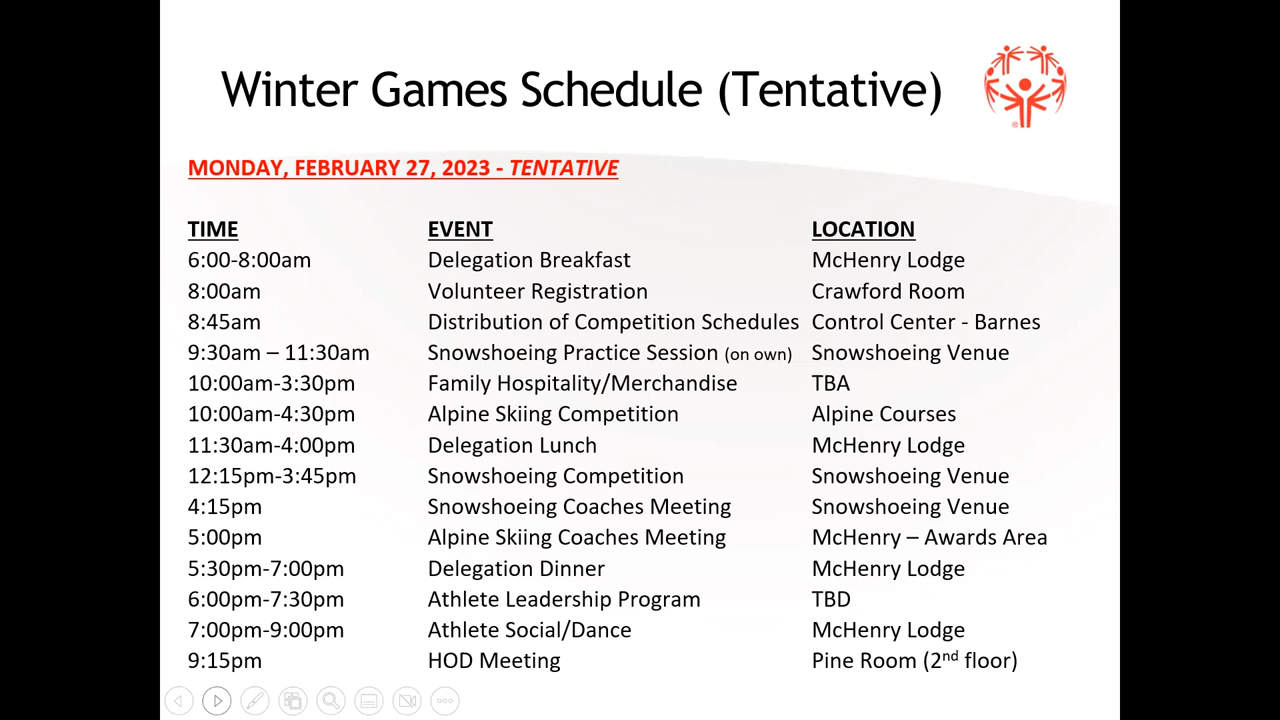 Winter Games Schedule (Tentative)
MONDAY, FEBRUARY 27, 2023 - TENTATIVE
TIME EVENT LOCATION
6:00-8:00am Delegation Breakfast McHenry Lodge
8:00am Volunteer Registration Crawford Room
8:45am Distribution of Competition Schedules Control Center - Barnes
9:30am – 11:30am Snowshoeing Practice Session (on own) Snowshoeing Venue
10:00am-3:30pm Family Hospitality/Merchandise TBA
10:00am-4:30pm Alpine Skiing Competition Alpine Courses
11:30am-4:00pm Delegation Lunch McHenry Lodge
12:15pm-3:45pm Snowshoeing Competition Snowshoeing Venue
4:15pm Snowshoeing Coaches Meeting Snowshoeing Venue
5:00pm Alpine Skiing Coaches Meeting McHenry – Awards Area
5:30pm-7:00pm Delegation Dinner McHenry Lodge
6:00pm-7:30pm Athlete Leadership Program TBD
7:00pm-9:00pm Athlete Social/Dance McHenry Lodge
9:15pm HOD Meeting Pine Room (2nd floor)